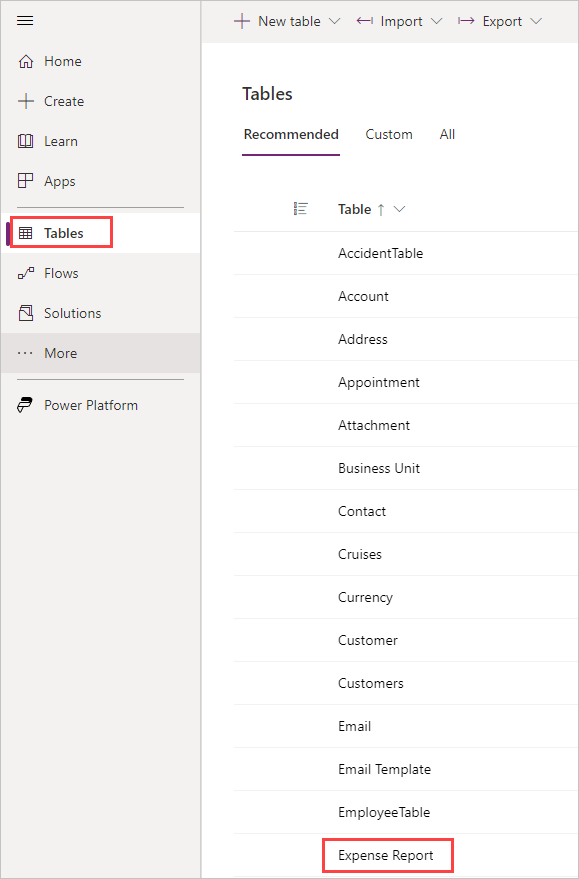 New table
Import
Export
Home
Create
Learn
Apps
Tables
Flows
Solutions
More
Power Platform
Tables
Recommended
Custom
All
Table
AccidentTable
Account
Address
Appointment
Attachment
Business Unit
Contact
Cruises
Currency
Customer
Customers
Email
Email Template
EmployeeTable
Expense Report